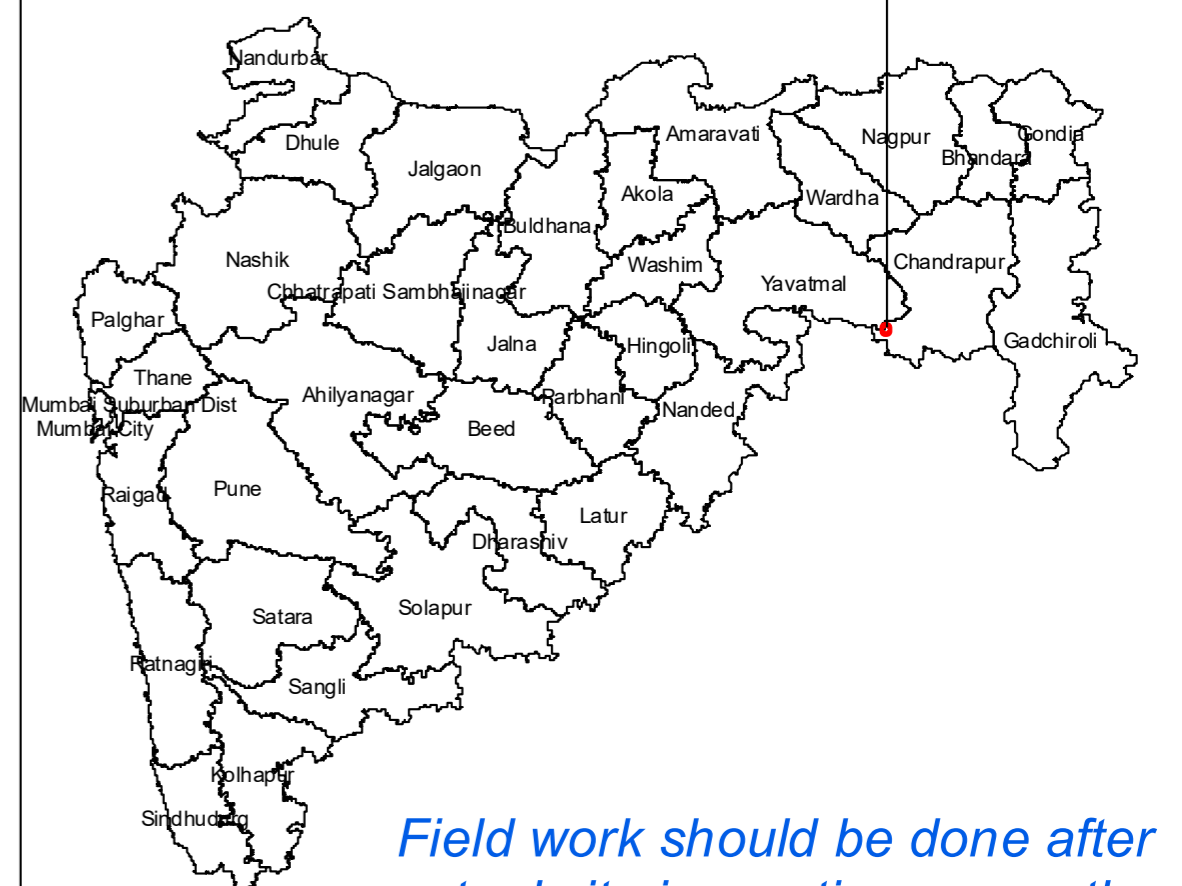 Nandurbar
Dhule
Jalgaon
Amaravati
Nagpur
Bhandara
Gondia
Akola
Wardha
Buldhana
Nashik
Washim
Yavatmal
Chandrapur
Chhatrapati Sambhajinagar
Palghar
Jalna
Hingoli
Gadchiroli
Thane
Ahilyanagar
Parbhani
Mumbai Suburban Dist
Nanded
Mumbai City
Beed
Raigad
Pune
Latur
Dharashiv
Satara
Solapur
Ratnagiri
Sangli
Kolhapur
Sindhudurg
Field work should be done after